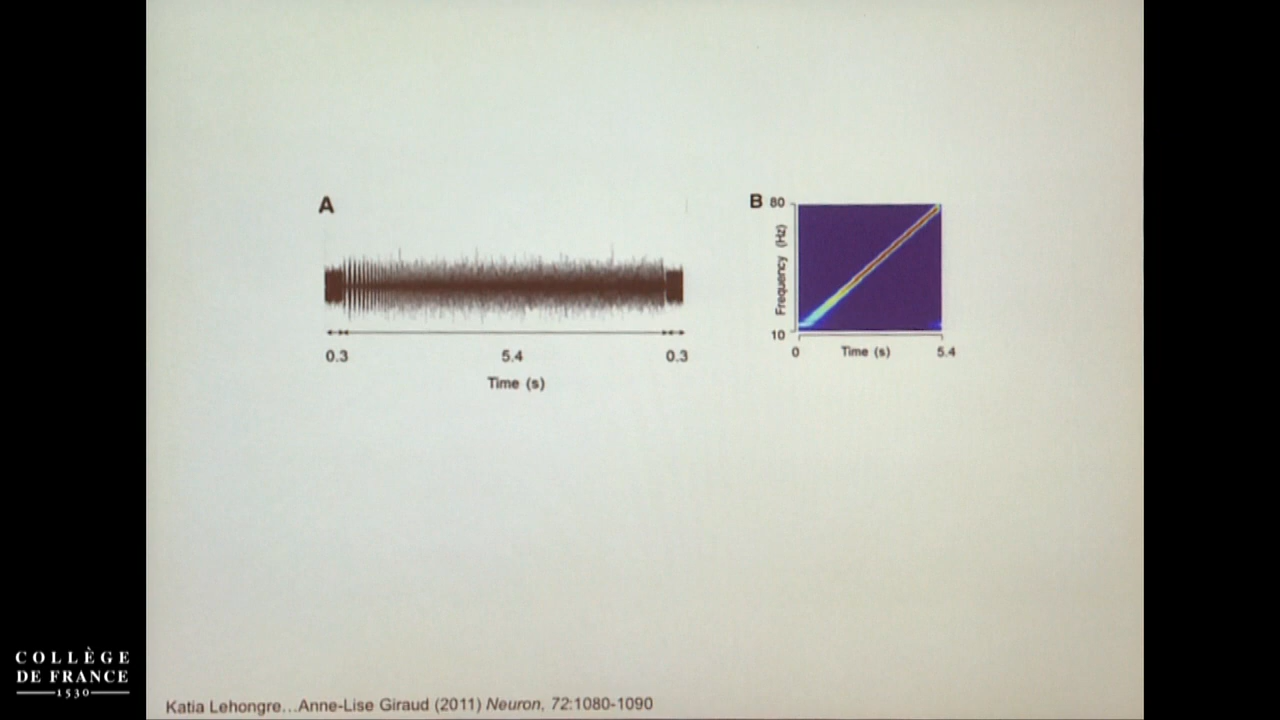 A
0.3
5.4
0.3
Time (s)
B
80
Frequency (Hz)
10
0
Time (s)
5.4
COLLÈGE
DE FRANCE
1530
Katia Lehongre...Anne-Lise Giraud (2011) Neuron, 72:1080-1090